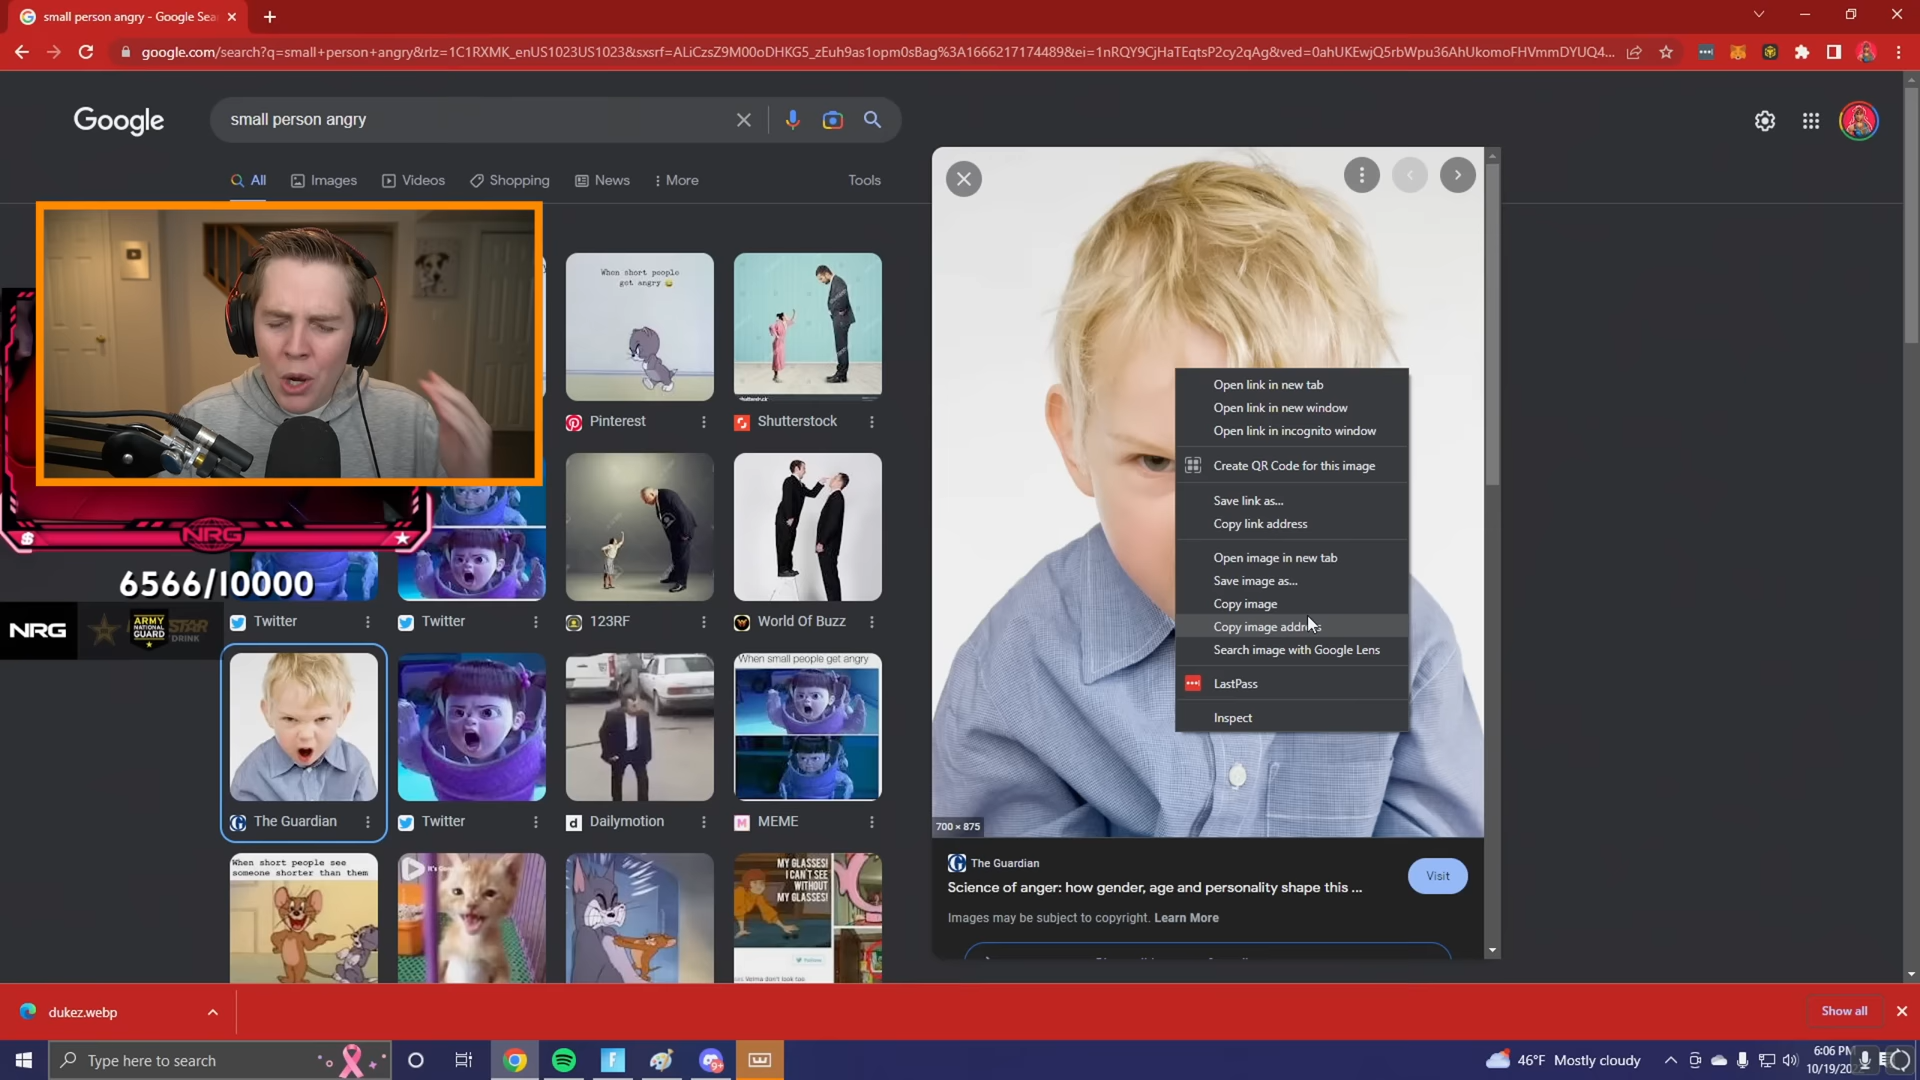 small person angry - Google Sea
google.com/search?q=small+person+angry&rlz=1C1RXMK_enUS1023US1023&sxsrf=ALiCzsZ9M00oDHKG5_zEuh9as1opm0sBag%3A1666217174489&ei=1nRQY9CjHaTEqtsP2cy2qAg&ved=0ahUKEwjQ5rbWpu36AhUkomoFHVmmDYUQ4...
Google
small person angry
All
Images
Videos
Shopping
News
More
Tools
When short people
got angry
Pinterest
Shutterstock
NRG
6566/10000
NRG
ARMY
NATIONAL
GUARD
STAR
DRINK
Twitter
Twitter
123RF
World Of Buzz
When small people get angry
The Guardian
Twitter
Dailymotion
MEME
When short people see
someone shorter than them
MY GLASSES!
I CAN'T SEE
WITHOUT
MY GLASSES!
Open link in new tab
Open link in new window
Open link in incognito window
Create QR Code for this image
Save link as...
Copy link address
Open image in new tab
Save image as...
Copy image
Copy image address
Search image with Google Lens
LastPass
Inspect
700 × 875
The Guardian
Science of anger: how gender, age and personality shape this ...
Visit
Images may be subject to copyright. Learn More
dukez.webp
Show all
Type here to search
9+
46°F Mostly cloudy
6:06 PM
10/19/20